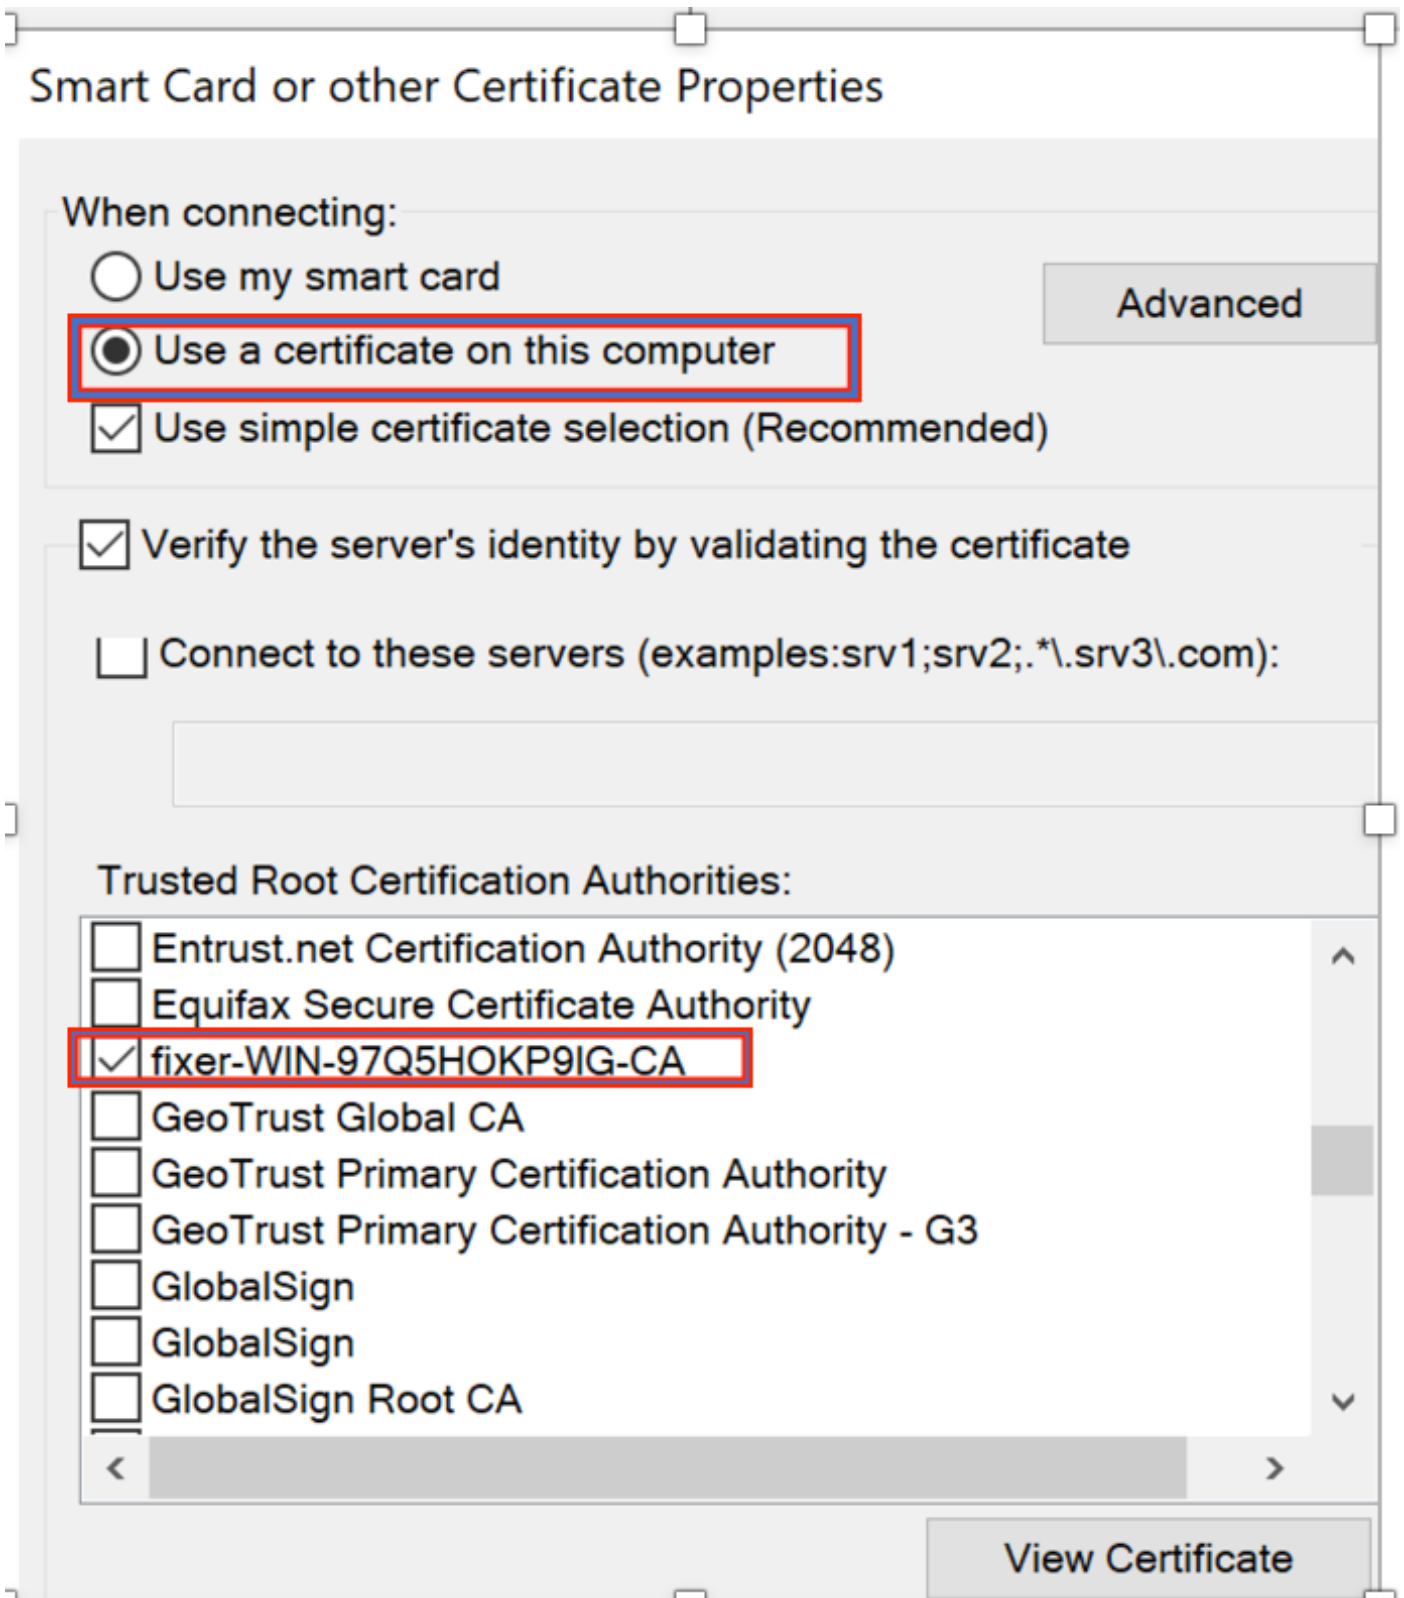 Smart Card or other Certificate Properties
When connecting:
Use my smart card
Advanced
Use a certificate on this computer
Use simple certificate selection (Recommended)
Verify the server's identity by validating the certificate
Connect to these servers (examples:srv1;srv2;.*\.srv3\.com):
Trusted Root Certification Authorities:
Entrust.net Certification Authority (2048)
Equifax Secure Certificate Authority
fixer-WIN-97Q5HOKP9IG-CA
GeoTrust Global CA
GeoTrust Primary Certification Authority
GeoTrust Primary Certification Authority - G3
GlobalSign
GlobalSign
GlobalSign Root CA
View Certificate